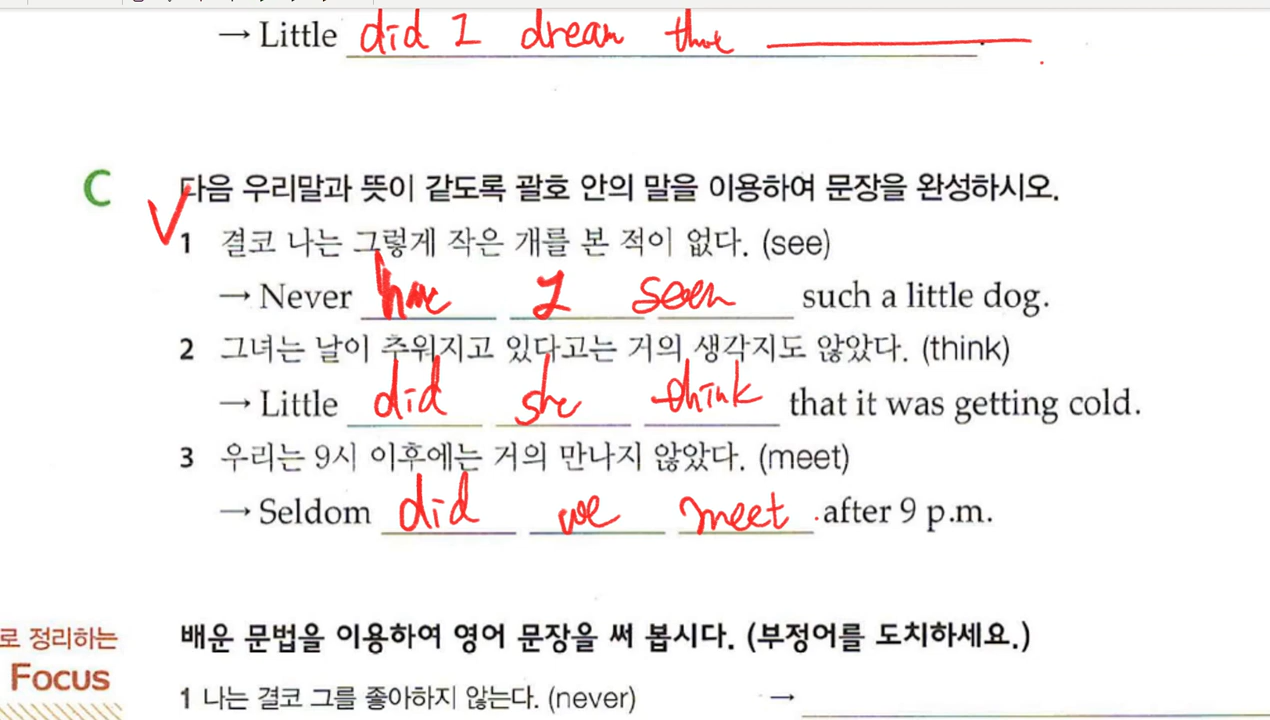 → Little did I dream that
C 다음 우리말과 뜻이 같도록 괄호 안의 말을 이용하여 문장을 완성하시오.
1 결코 나는 그렇게 작은 개를 본 적이 없다. (see)
→ Never have I seen such a little dog.
2 그녀는 날이 추워지고 있다고는 거의 생각지도 않았다. (think)
→ Little did she think that it was getting cold.
3 우리는 9시 이후에는 거의 만나지 않았다. (meet)
→ Seldom did we meet after 9 p.m.
로 정리하는
Focus
배운 문법을 이용하여 영어 문장을 써 봅시다. (부정어를 도치하세요.)
1 나는 결코 그를 좋아하지 않는다. (never) →